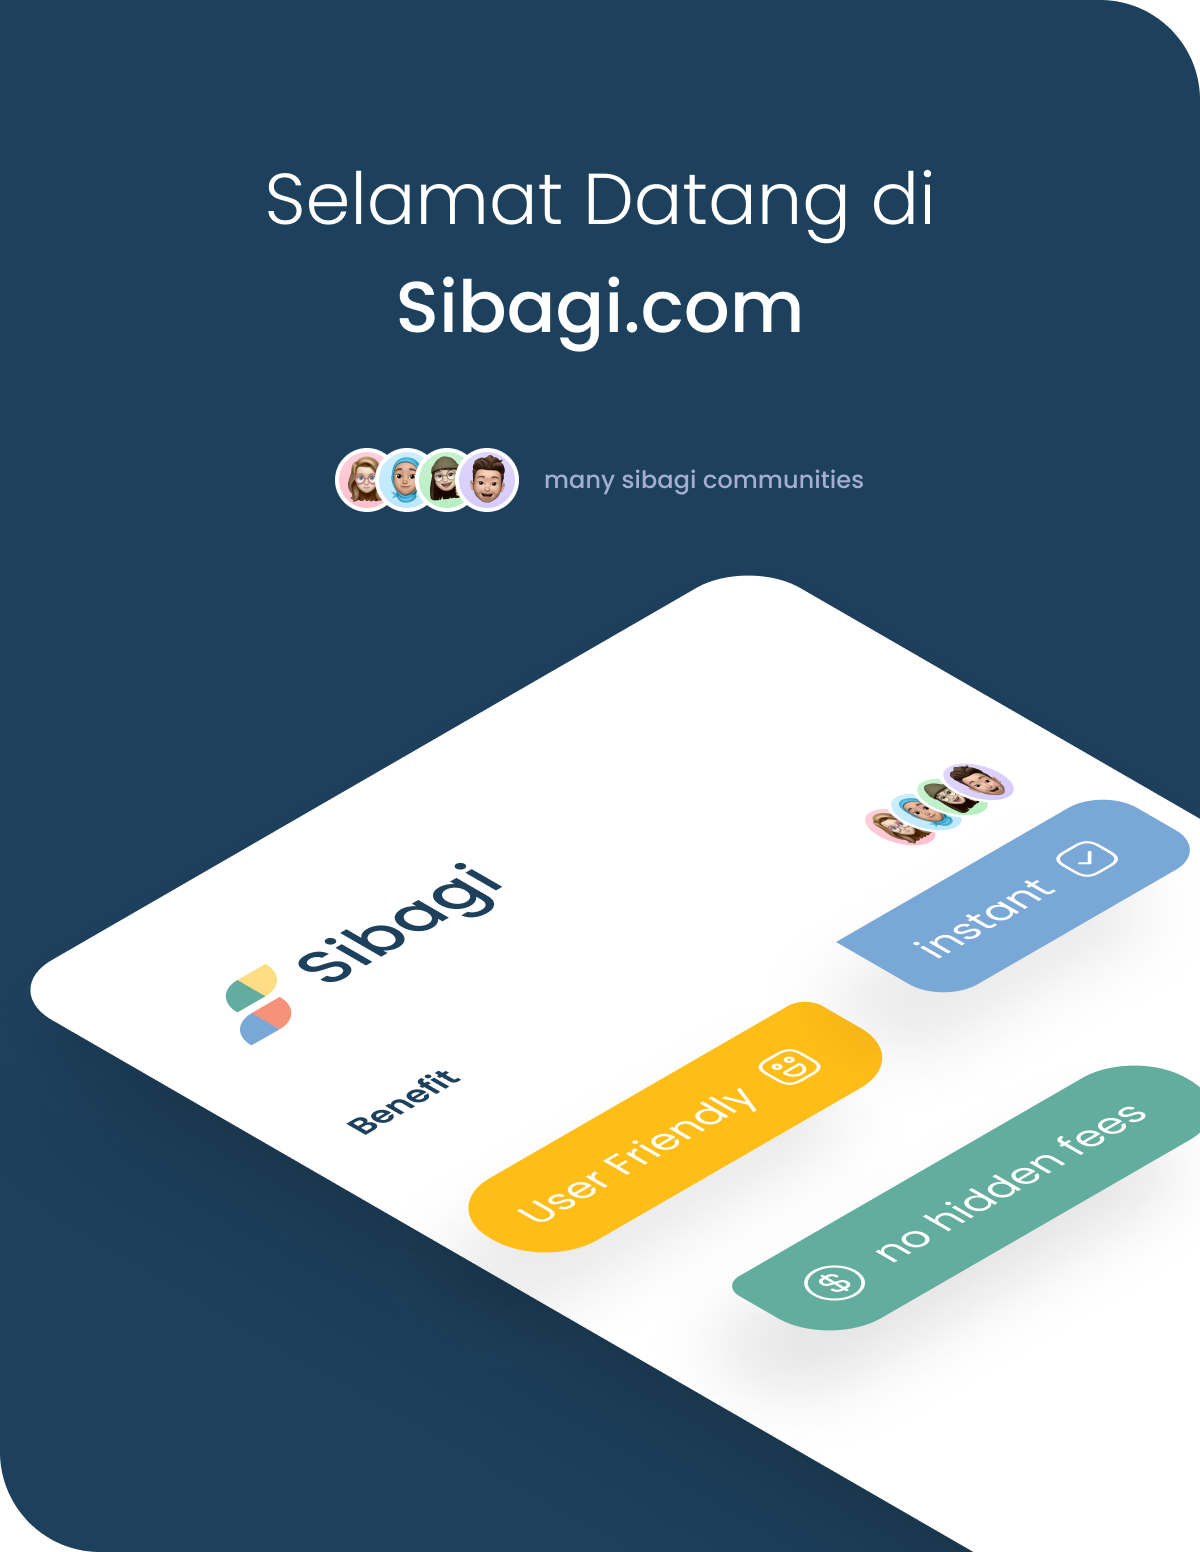 Selamat Datang di
Sibagi.com
many sibagi communities
Sibagi
Benefit
instant
User Friendly
$ no hidden fees